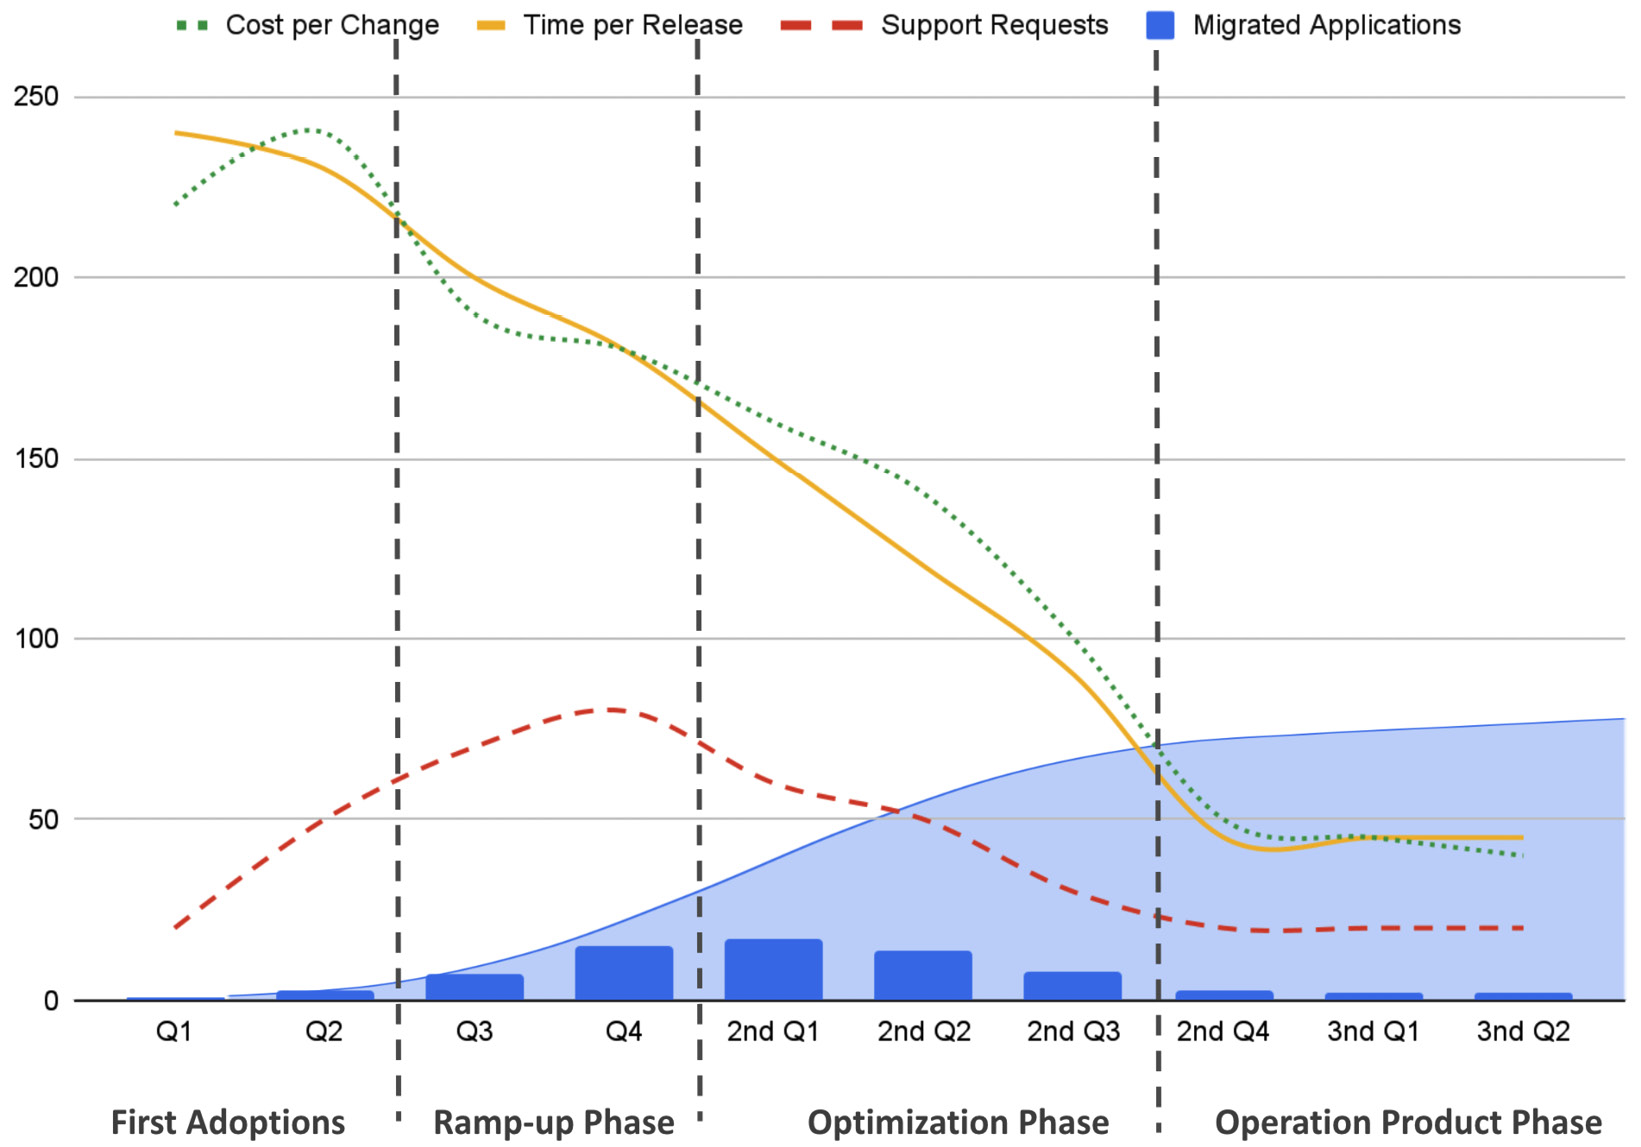 Cost per Change Time per Release Support Requests Migrated Applications
250
200
150
100
50
0
Q1 Q2 Q3 Q4 2nd Q1 2nd Q2 2nd Q3 2nd Q4 3nd Q1 3nd Q2
First Adoptions Ramp-up Phase Optimization Phase Operation Product Phase